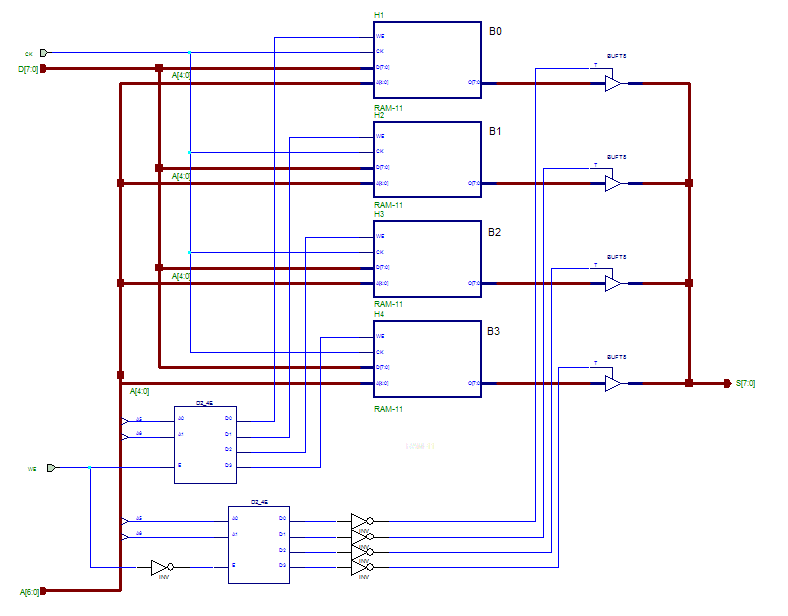 H1
B0
WE
CK
CK
D[7:0]
D[7:0]
A[4:0]
A[4:0]
O[7:0]
T
BUFT8
RAM-11
H2
B1
WE
CK
D[7:0]
A[4:0]
A[4:0]
O[7:0]
T
BUFT8
RAM-11
H3
B2
WE
CK
D[7:0]
A[4:0]
A[4:0]
O[7:0]
T
BUFT8
RAM-11
H4
B3
WE
CK
D[7:0]
A[4:0]
A[4:0]
O[7:0]
T
BUFT8
S[7:0]
RAM-11
D2_4E
A5
A0
D0
A6
A1
D1
D2
WE
E
D3
D2_4E
A5
A0
D0
A6
A1
D1
INV
D2
INV
E
D3
INV
INV
INV
A[6:0]